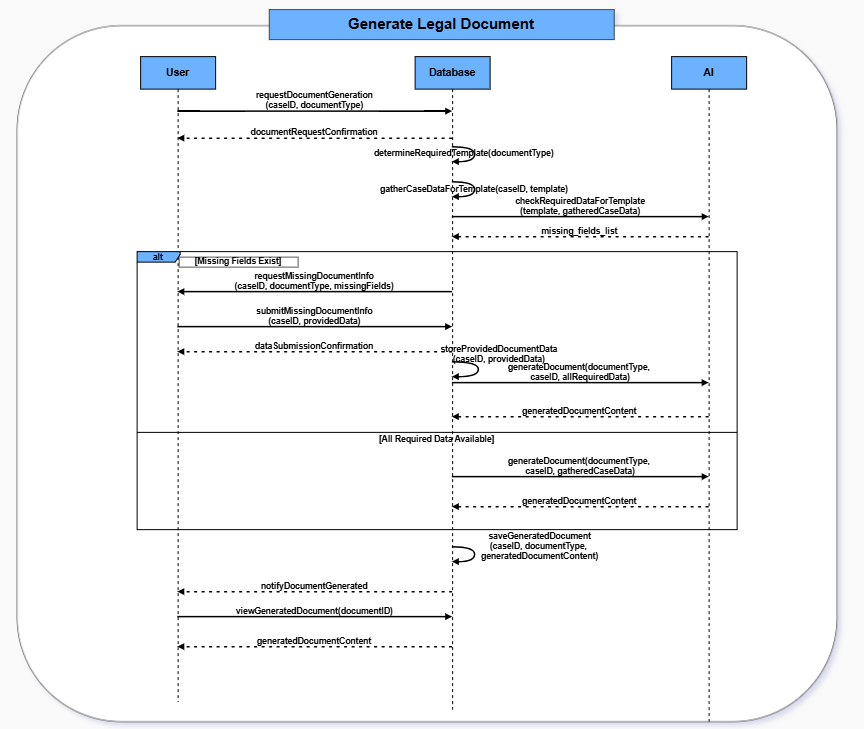 Generate Legal Document
User
Database
AI
requestDocumentGeneration
(caseID, documentType)
documentRequestConfirmation
determineRequiredTemplate(documentType)
gatherCaseDataForTemplate(caseID, template)
checkRequiredDataForTemplate
(template, gatheredCaseData)
missing_fields_list
alt
[Missing Fields Exist]
requestMissingDocumentInfo
(caseID, documentType, missingFields)
submitMissingDocumentInfo
(caseID, providedData)
dataSubmissionConfirmation
storeProvidedDocumentData
(caseID, providedData)
generateDocument(documentType,
caseID, allRequiredData)
generatedDocumentContent
[All Required Data Available]
generateDocument(documentType,
caseID, gatheredCaseData)
generatedDocumentContent
saveGeneratedDocument
(caseID, documentType,
generatedDocumentContent)
notifyDocumentGenerated
viewGeneratedDocument(documentID)
generatedDocumentContent